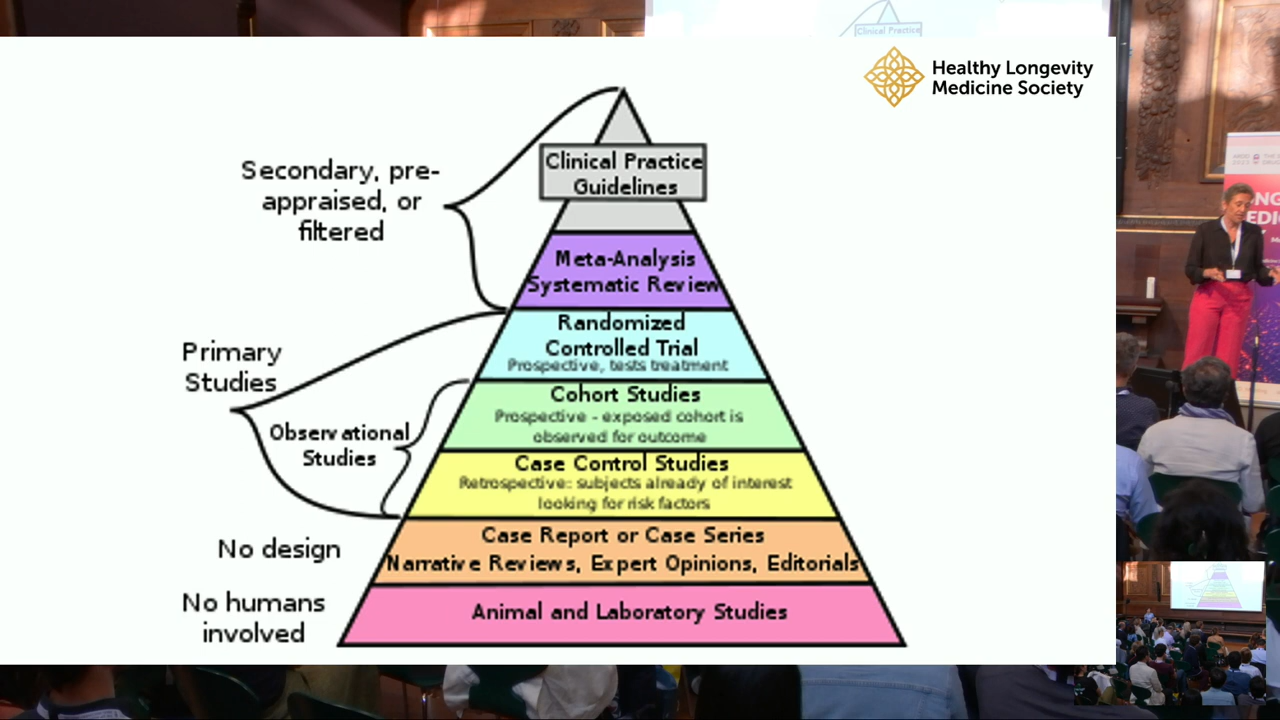 Clinical Practice
Healthy Longevity
Medicine Society
Secondary, pre-
appraised, or
filtered
Clinical Practice
Guidelines
Meta-Analysis
Systematic Review
Randomized
Controlled Trial
Prospective, tests treatment
Primary
Studies
Cohort Studies
Prospective - exposed cohort is
observed for outcome
Observational
Studies
Case Control Studies
Retrospective: subjects already of interest
looking for risk factors
No design
Case Report or Case Series
Narrative Reviews, Expert Opinions, Editorials
No humans
involved
Animal and Laboratory Studies